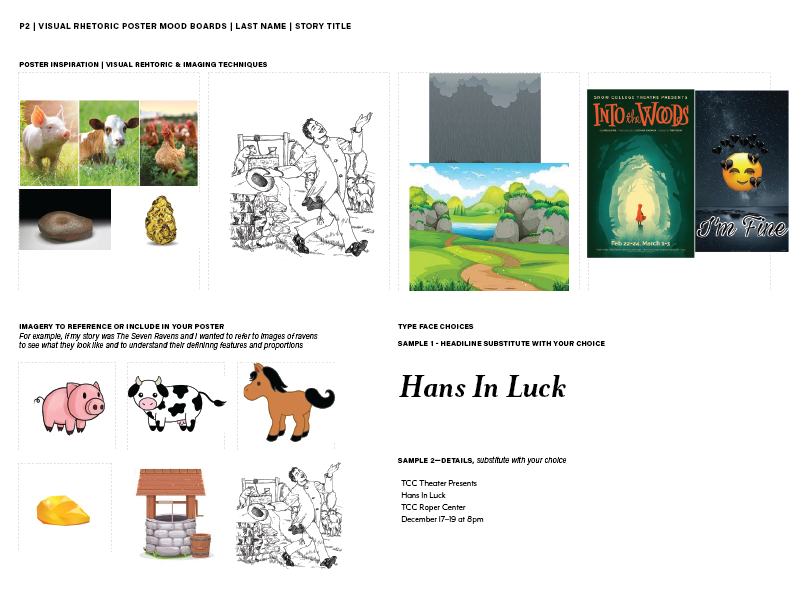 P2 | VISUAL RHETORIC POSTER MOOD BOARDS | LAST NAME | STORY TITLE
POSTER INSPIRATION | VISUAL REHTORIC & IMAGING TECHNIQUES
SNOW COLLEGE THEATRE PRESENTS
INTO the WOODS
Feb 22-24, March 1-3
I'm Fine
IMAGERY TO REFERENCE OR INCLUDE IN YOUR POSTER
For example, if my story was The Seven Ravens and I wanted to refer to images of ravens
to see what they look like and to understand their definining features and proportions
TYPE FACE CHOICES
SAMPLE 1 - HEADILINE SUBSTITUTE WITH YOUR CHOICE
Hans In Luck
SAMPLE 2—DETAILS, substitute with your choice
TCC Theater Presents
Hans In Luck
TCC Roper Center
December 17-19 at 8pm